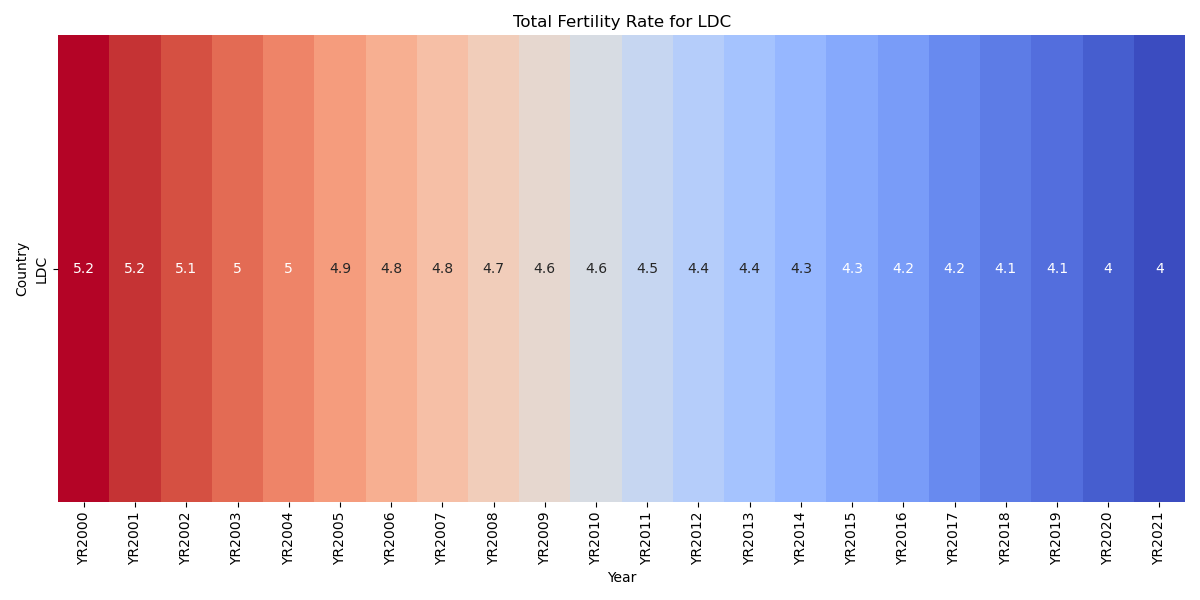 Total Fertility Rate for LDC
Country
LDC
5.2 5.2 5.1 5 5 4.9 4.8 4.8 4.7 4.6 4.6 4.5 4.4 4.4 4.3 4.3 4.2 4.2 4.1 4.1 4 4
YR2000 YR2001 YR2002 YR2003 YR2004 YR2005 YR2006 YR2007 YR2008 YR2009 YR2010 YR2011 YR2012 YR2013 YR2014 YR2015 YR2016 YR2017 YR2018 YR2019 YR2020 YR2021
Year